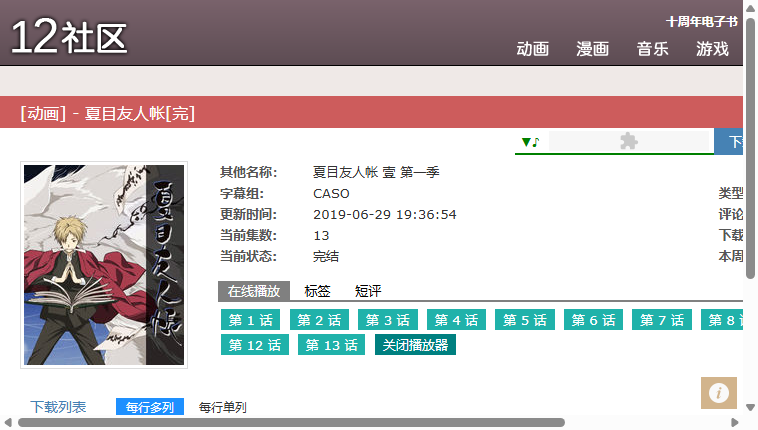 12社区
十周年电子书
动画 漫画 音乐 游戏
[动画] - 夏目友人帐[完]
▼♪
夏目友人帳
其他名称: 夏目友人帐 壹 第一季
字幕组: CASO
更新时间: 2019-06-29 19:36:54 评论
当前集数: 13 下载
当前状态: 完结 本周
在线播放 标签 短评
第 1 话 第 2 话 第 3 话 第 4 话 第 5 话 第 6 话 第 7 话 第 8
第 12 话 第 13 话 关闭播放器
下载列表 每行多列 每行单列